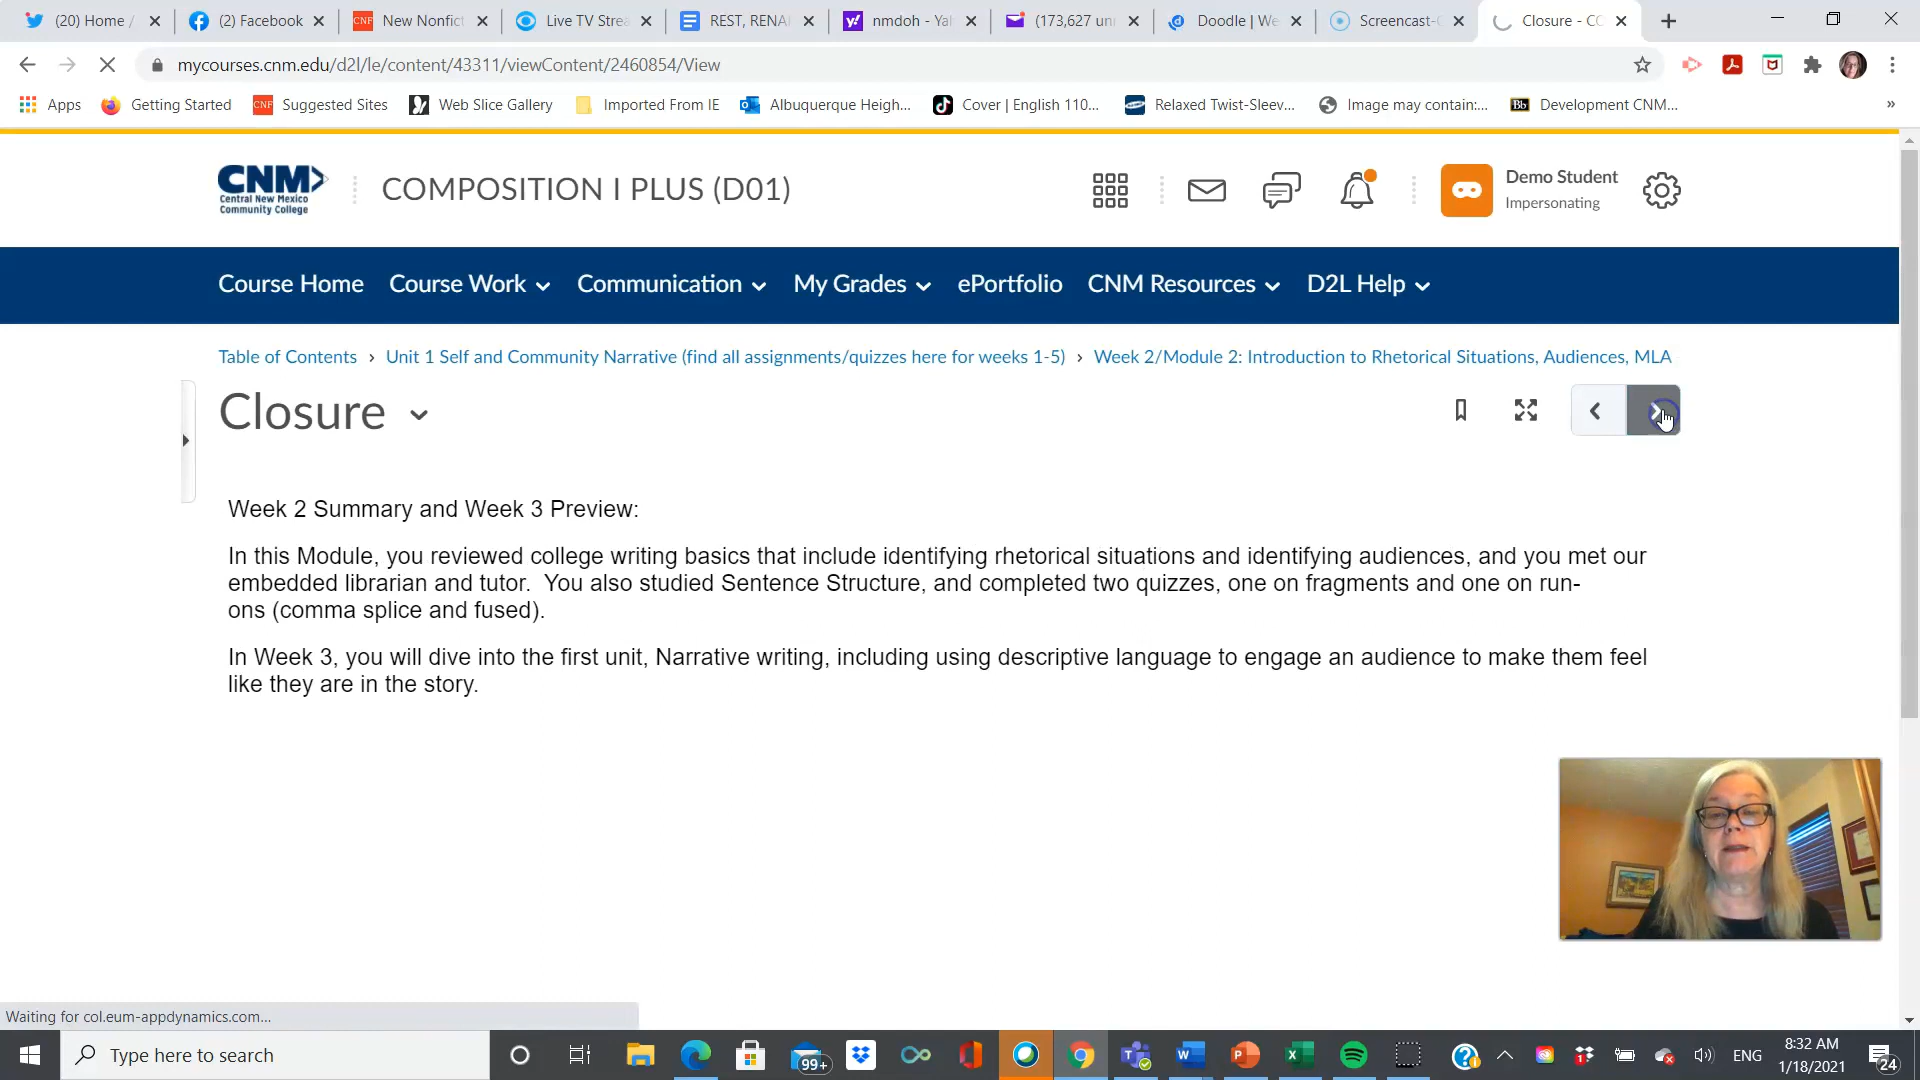 (20) Home /
(2) Facebook
New Nonfict
Live TV Strea
REST, RENA
nmdoh - Yah
(173,627 unr
Doodle | We
Screencast-O
Closure - CO
mycourses.cnm.edu/d2l/le/content/43311/viewContent/2460854/View
Apps
Getting Started
CNF
Suggested Sites
Web Slice Gallery
Imported From IE
Albuquerque Heigh...
Cover | English 110...
Relaxed Twist-Sleev...
Image may contain:...
Bb
Development CNM...
»
CNM
Central New Mexico
Community College
COMPOSITION I PLUS (D01)
Demo Student
Impersonating
Course Home
Course Work
Communication
My Grades
ePortfolio
CNM Resources
D2L Help
Table of Contents › Unit 1 Self and Community Narrative (find all assignments/quizzes here for weeks 1-5) › Week 2/Module 2: Introduction to Rhetorical Situations, Audiences, MLA
Closure
Week 2 Summary and Week 3 Preview:
In this Module, you reviewed college writing basics that include identifying rhetorical situations and identifying audiences, and you met our
embedded librarian and tutor.  You also studied Sentence Structure, and completed two quizzes, one on fragments and one on run-
ons (comma splice and fused).
In Week 3, you will dive into the first unit, Narrative writing, including using descriptive language to engage an audience to make them feel
like they are in the story.
Waiting for col.eum-appdynamics.com...
Type here to search
99+
ENG
8:32 AM
1/18/2021
24